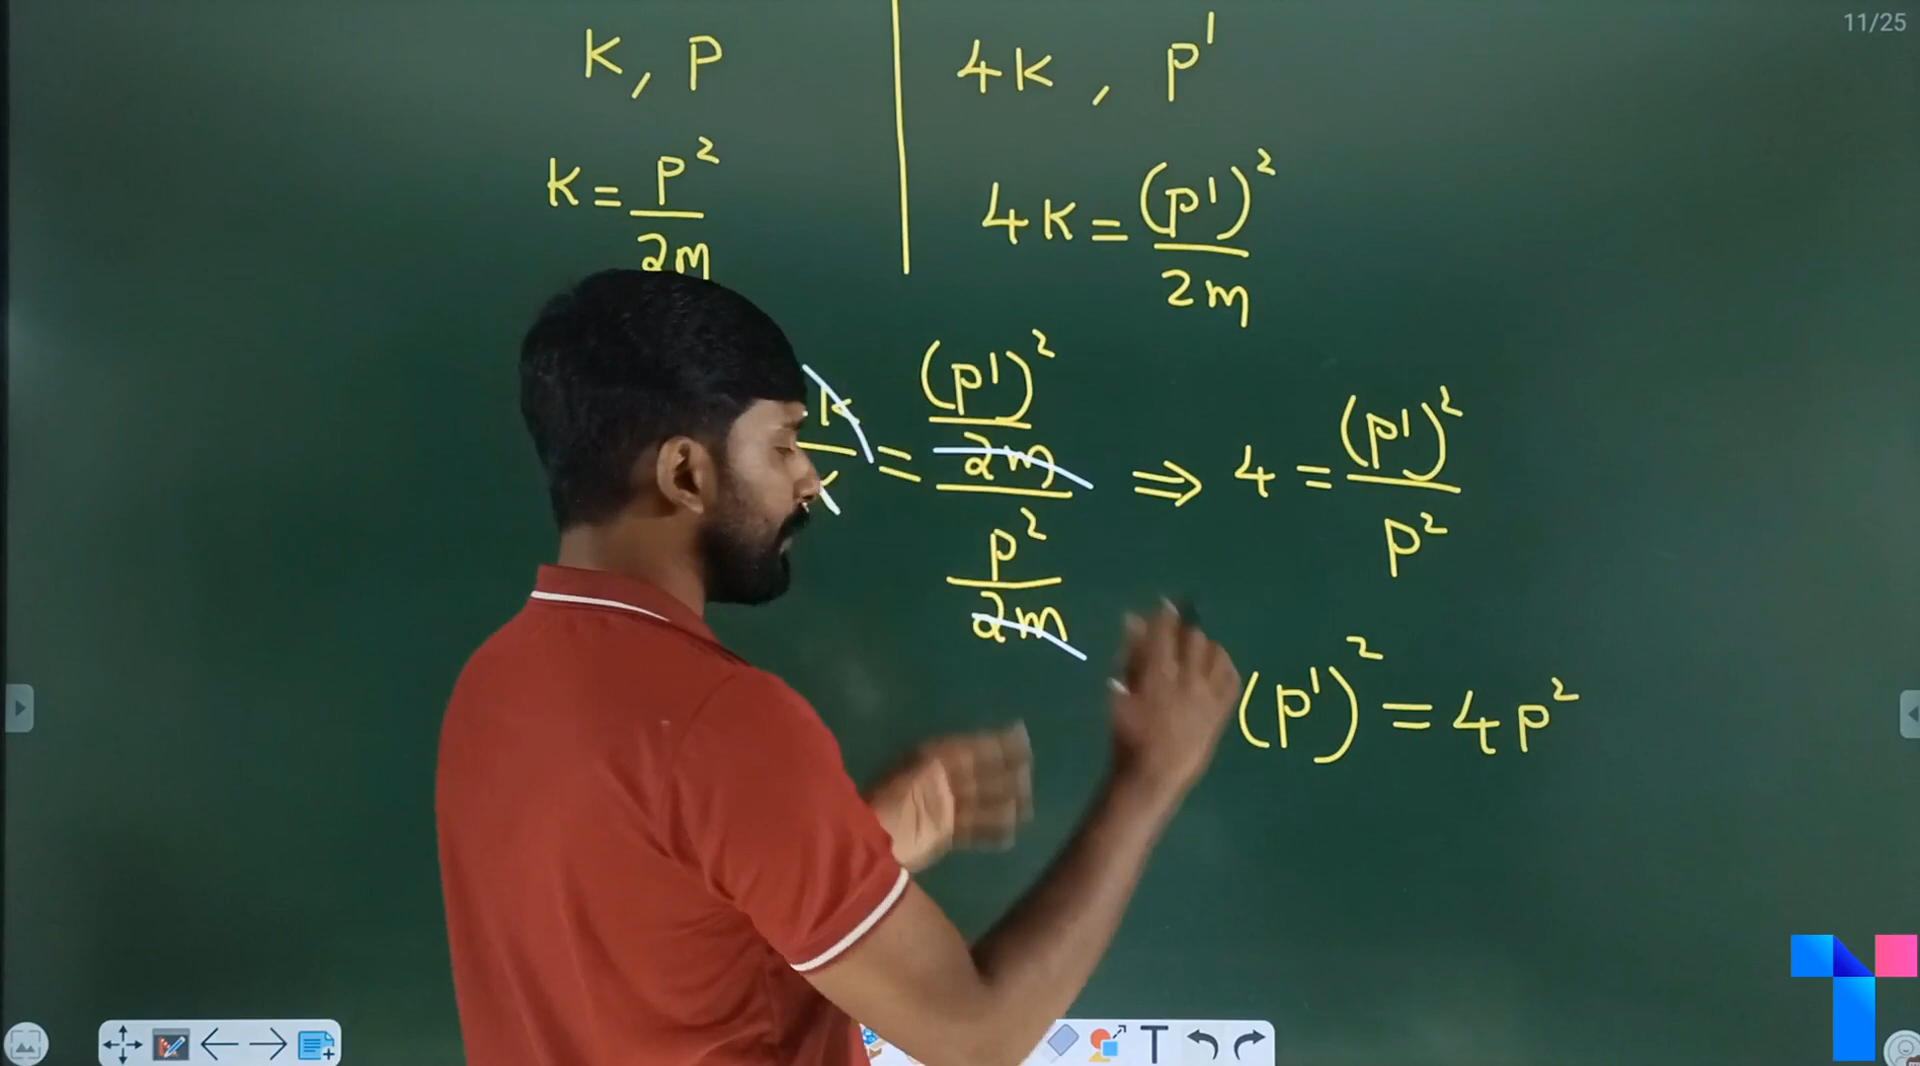 11/25
K, P
4K, P'
K = P²/2m
4K = (P')²/2m
K/K = ((P')²/2m)/(P²/2m) ⇒ 4 = (P')²/P²
(P')² = 4P²
T